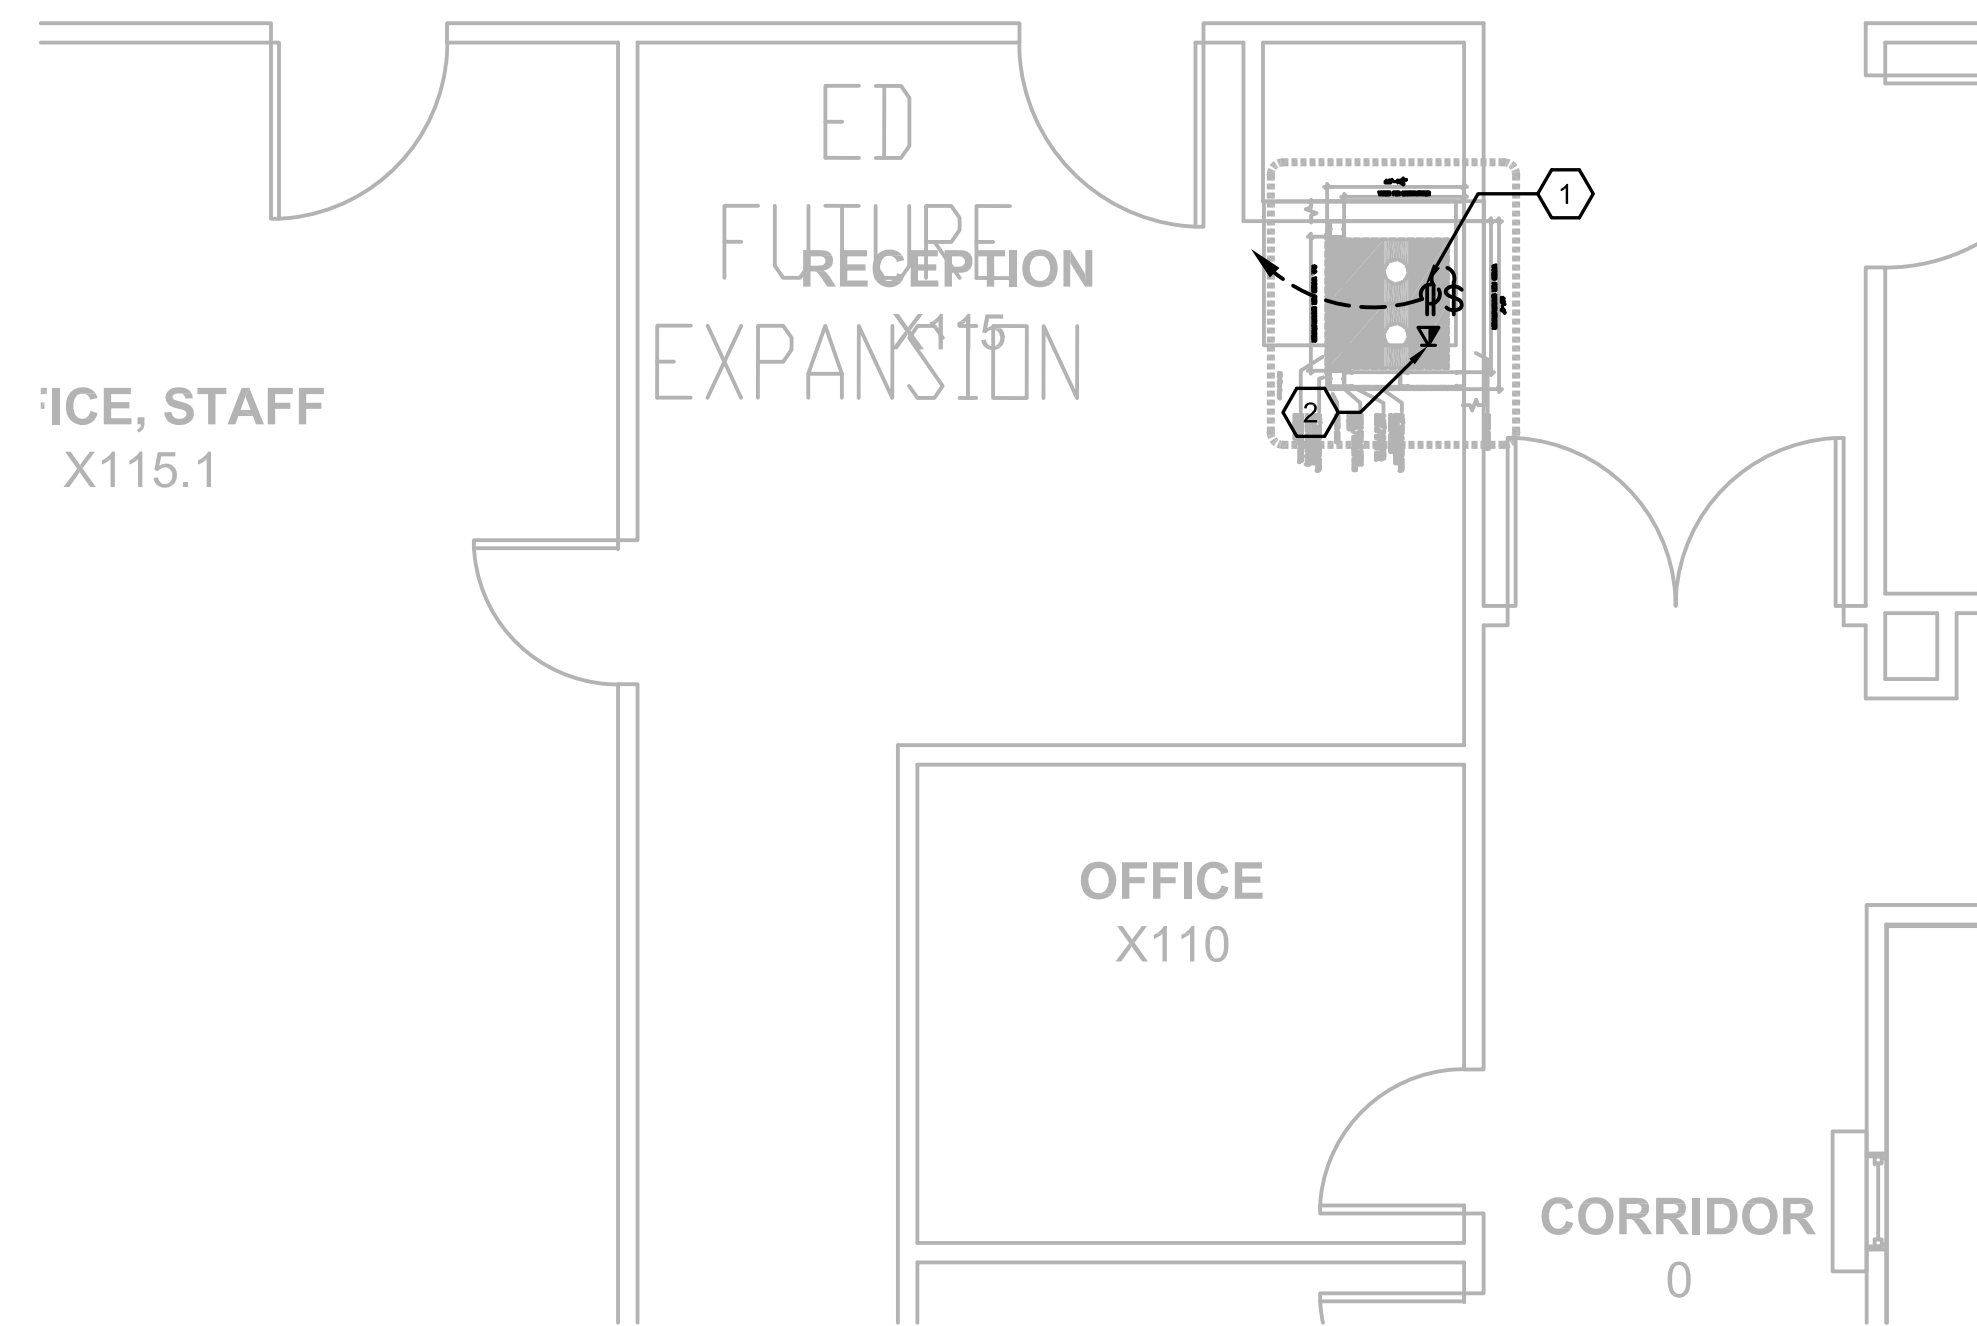 ED
FUTURE
EXPANSION
RECEPTION
X115
1
$
2
ICE, STAFF
X115.1
OFFICE
X110
CORRIDOR
0